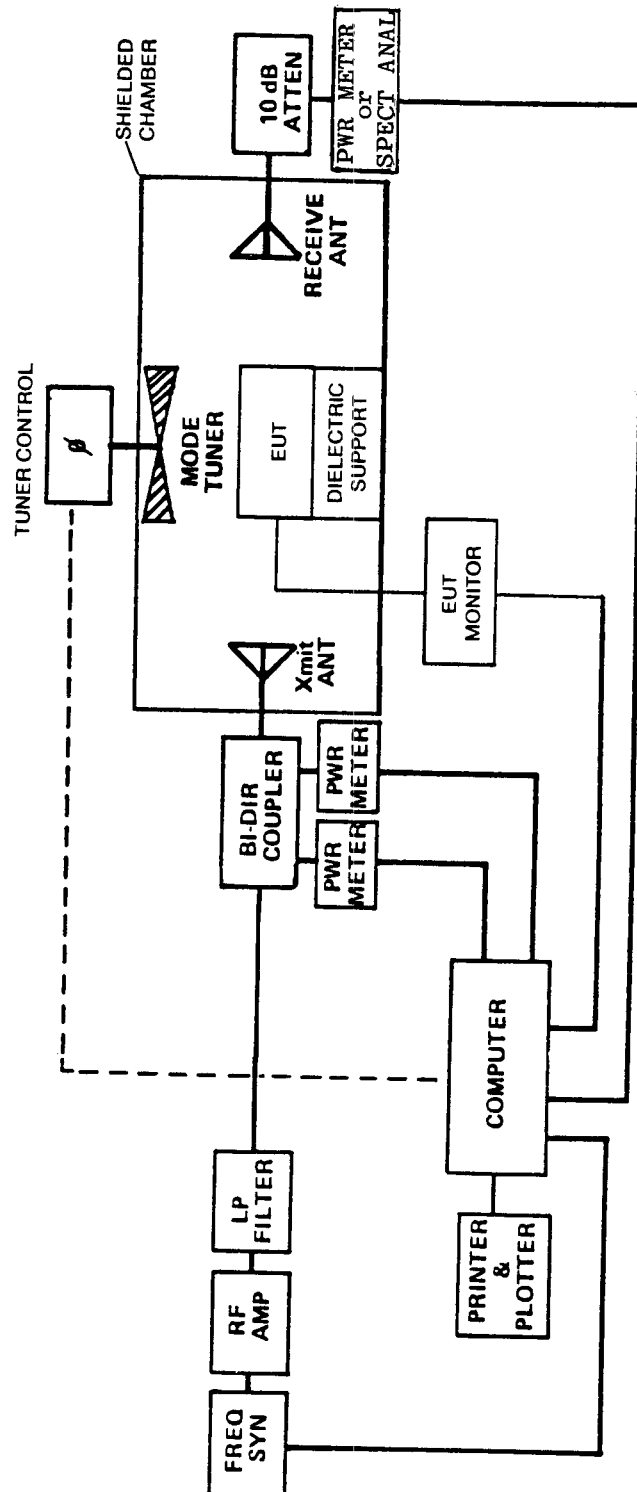 TUNER CONTROL
ø
SHIELDED
CHAMBER
MODE
TUNER
FREQ
SYN
RF
AMP
LP
FILTER
BI-DIR
COUPLER
Xmit
ANT
EUT
DIELECTRIC
SUPPORT
RECEIVE
ANT
10 dB
ATTEN
PWR METER
or
SPECT ANAL
PWR
METER
PWR
METER
EUT
MONITOR
COMPUTER
PRINTER
&
PLOTTER